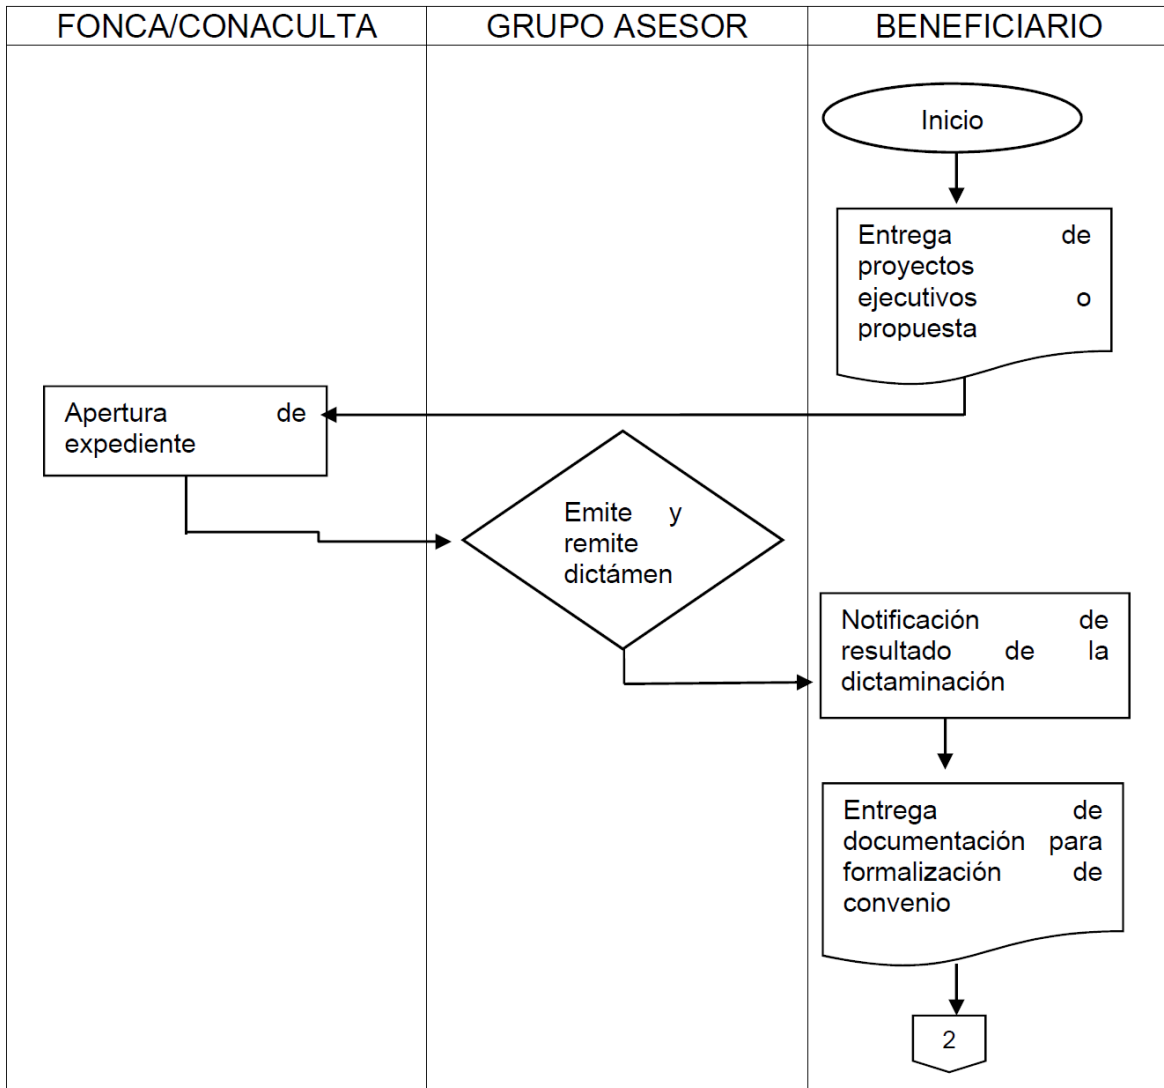 FONCA/CONACULTA
GRUPO ASESOR
BENEFICIARIO
Inicio
Entrega de
proyectos
ejecutivos o
propuesta
Apertura de
expediente
Emite y
remite
dictámen
Notificación de
resultado de la
dictaminación
Entrega de
documentación para
formalización de
convenio
2